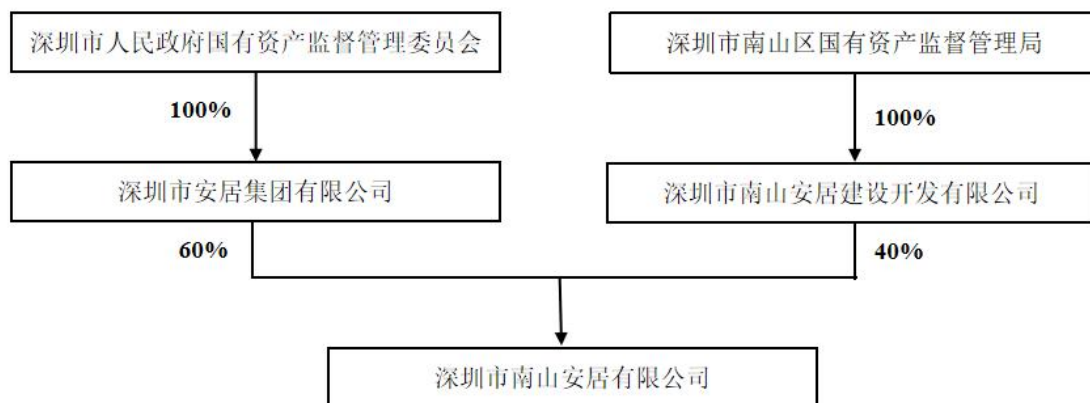 深圳市人民政府国有资产监督管理委员会
深圳市南山区国有资产监督管理局
100%
100%
深圳市安居集团有限公司
深圳市南山安居建设开发有限公司
60%
40%
深圳市南山安居有限公司